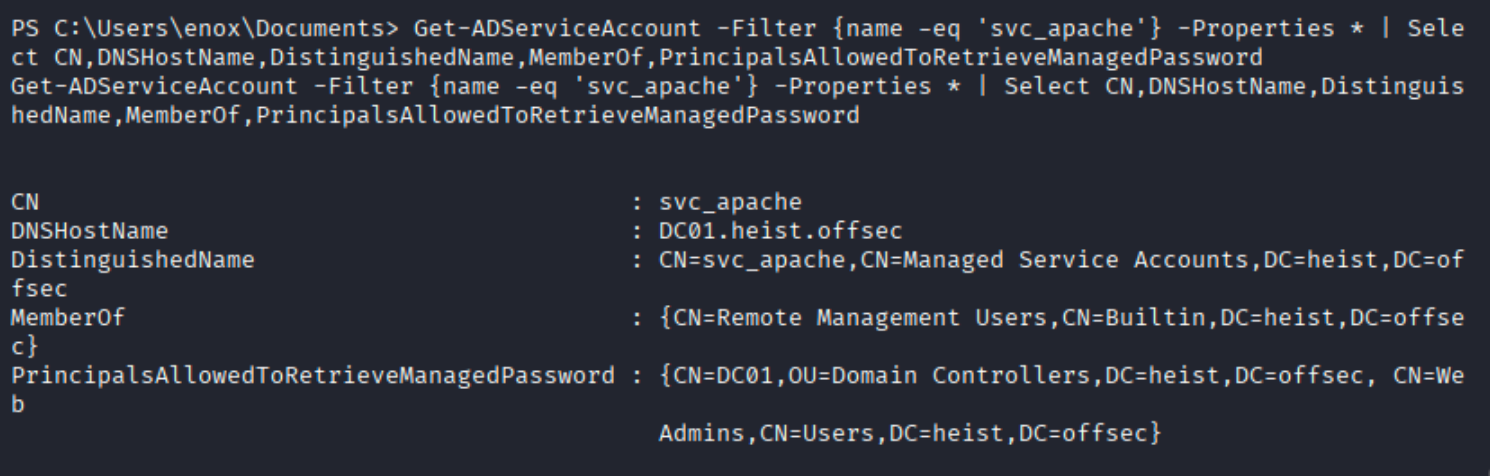 PS C:\Users\enox\Documents> Get-ADServiceAccount -Filter {name -eq 'svc_apache'} -Properties * | Sele
ct CN,DNSHostName,DistinguishedName,MemberOf,PrincipalsAllowedToRetrieveManagedPassword
Get-ADServiceAccount -Filter {name -eq 'svc_apache'} -Properties * | Select CN,DNSHostName,Distinguis
hedName,MemberOf,PrincipalsAllowedToRetrieveManagedPassword
CN : svc_apache
DNSHostName : DC01.heist.offsec
DistinguishedName : CN=svc_apache,CN=Managed Service Accounts,DC=heist,DC=of
fsec
MemberOf : {CN=Remote Management Users,CN=Builtin,DC=heist,DC=offse
c}
PrincipalsAllowedToRetrieveManagedPassword : {CN=DC01,OU=Domain Controllers,DC=heist,DC=offsec, CN=We
b
Admins,CN=Users,DC=heist,DC=offsec}